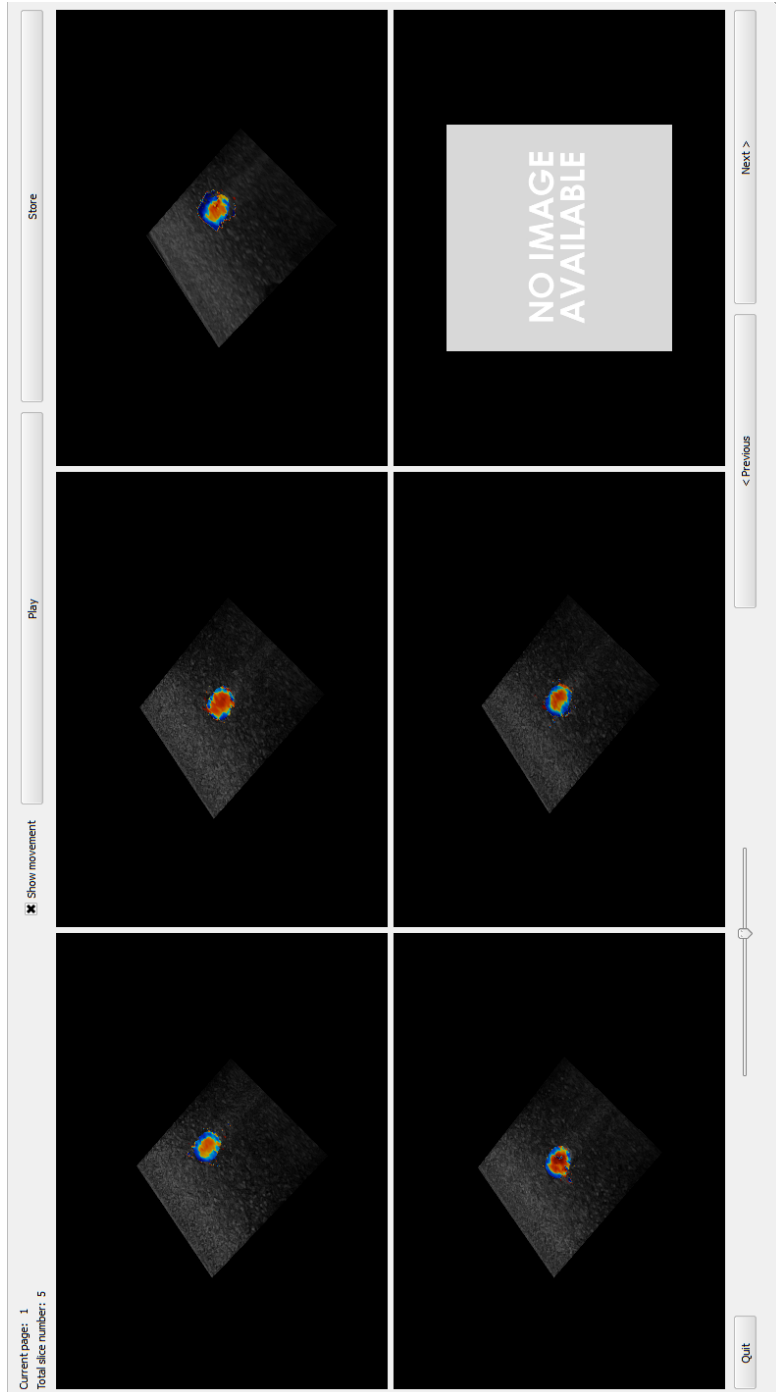 Current page: 1
Total slice number: 5
Show movement
Play
Store
NO IMAGE
AVAILABLE
Quit
< Previous
Next >